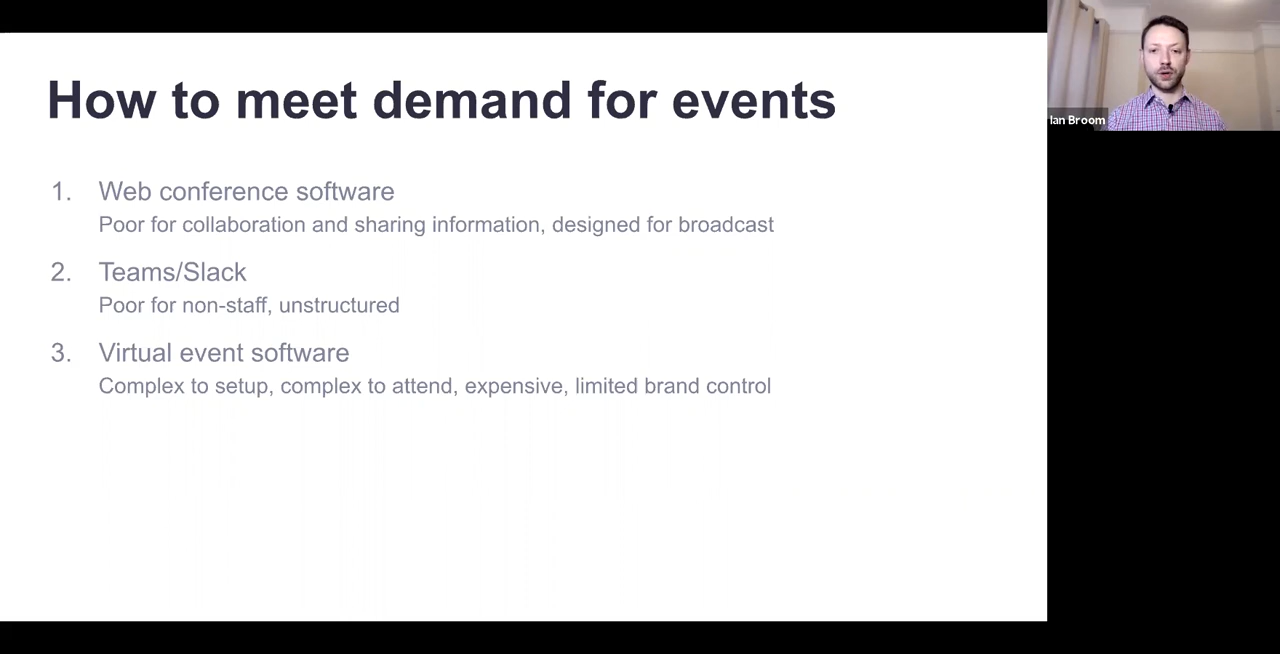 How to meet demand for events
1. Web conference software
Poor for collaboration and sharing information, designed for broadcast
2. Teams/Slack
Poor for non-staff, unstructured
3. Virtual event software
Complex to setup, complex to attend, expensive, limited brand control
Ian Broom